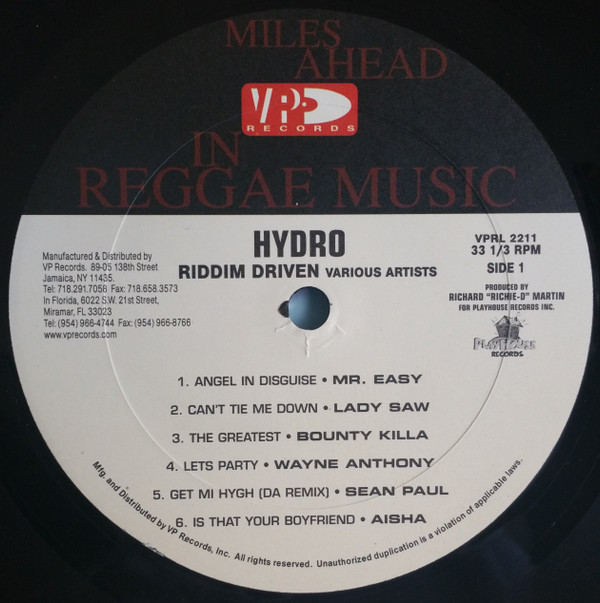 MILES
AHEAD
VP
RECORDS
IN
REGGAE MUSIC
HYDRO
RIDDIM DRIVEN VARIOUS ARTISTS
Manufactured & Distributed by
VP Records. 89-05 138th Street
Jamaica, NY 11435.
Tel: 718.291.7058 Fax: 718.658.3573
In Florida, 6022 S.W. 21st Street,
Miramar, FL 33023
Tel: (954) 966-4744 Fax: (954) 966-8766
www.vprecords.com
VPRL 2211
33 1/3 RPM
SIDE 1
PRODUCED BY
RICHARD "RICHIE-D" MARTIN
FOR PLAYHOUSE RECORDS INC.
PLAYHOUSE
RECORDS
1. ANGEL IN DISGUISE • MR. EASY
2. CAN'T TIE ME DOWN • LADY SAW
3. THE GREATEST • BOUNTY KILLA
4. LETS PARTY • WAYNE ANTHONY
5. GET MI HYGH (DA REMIX) • SEAN PAUL
6. IS THAT YOUR BOYFRIEND • AISHA
Mfg. and Distributed by VP Records, Inc. All rights reserved. Unauthorized duplication is a violation of applicable laws.